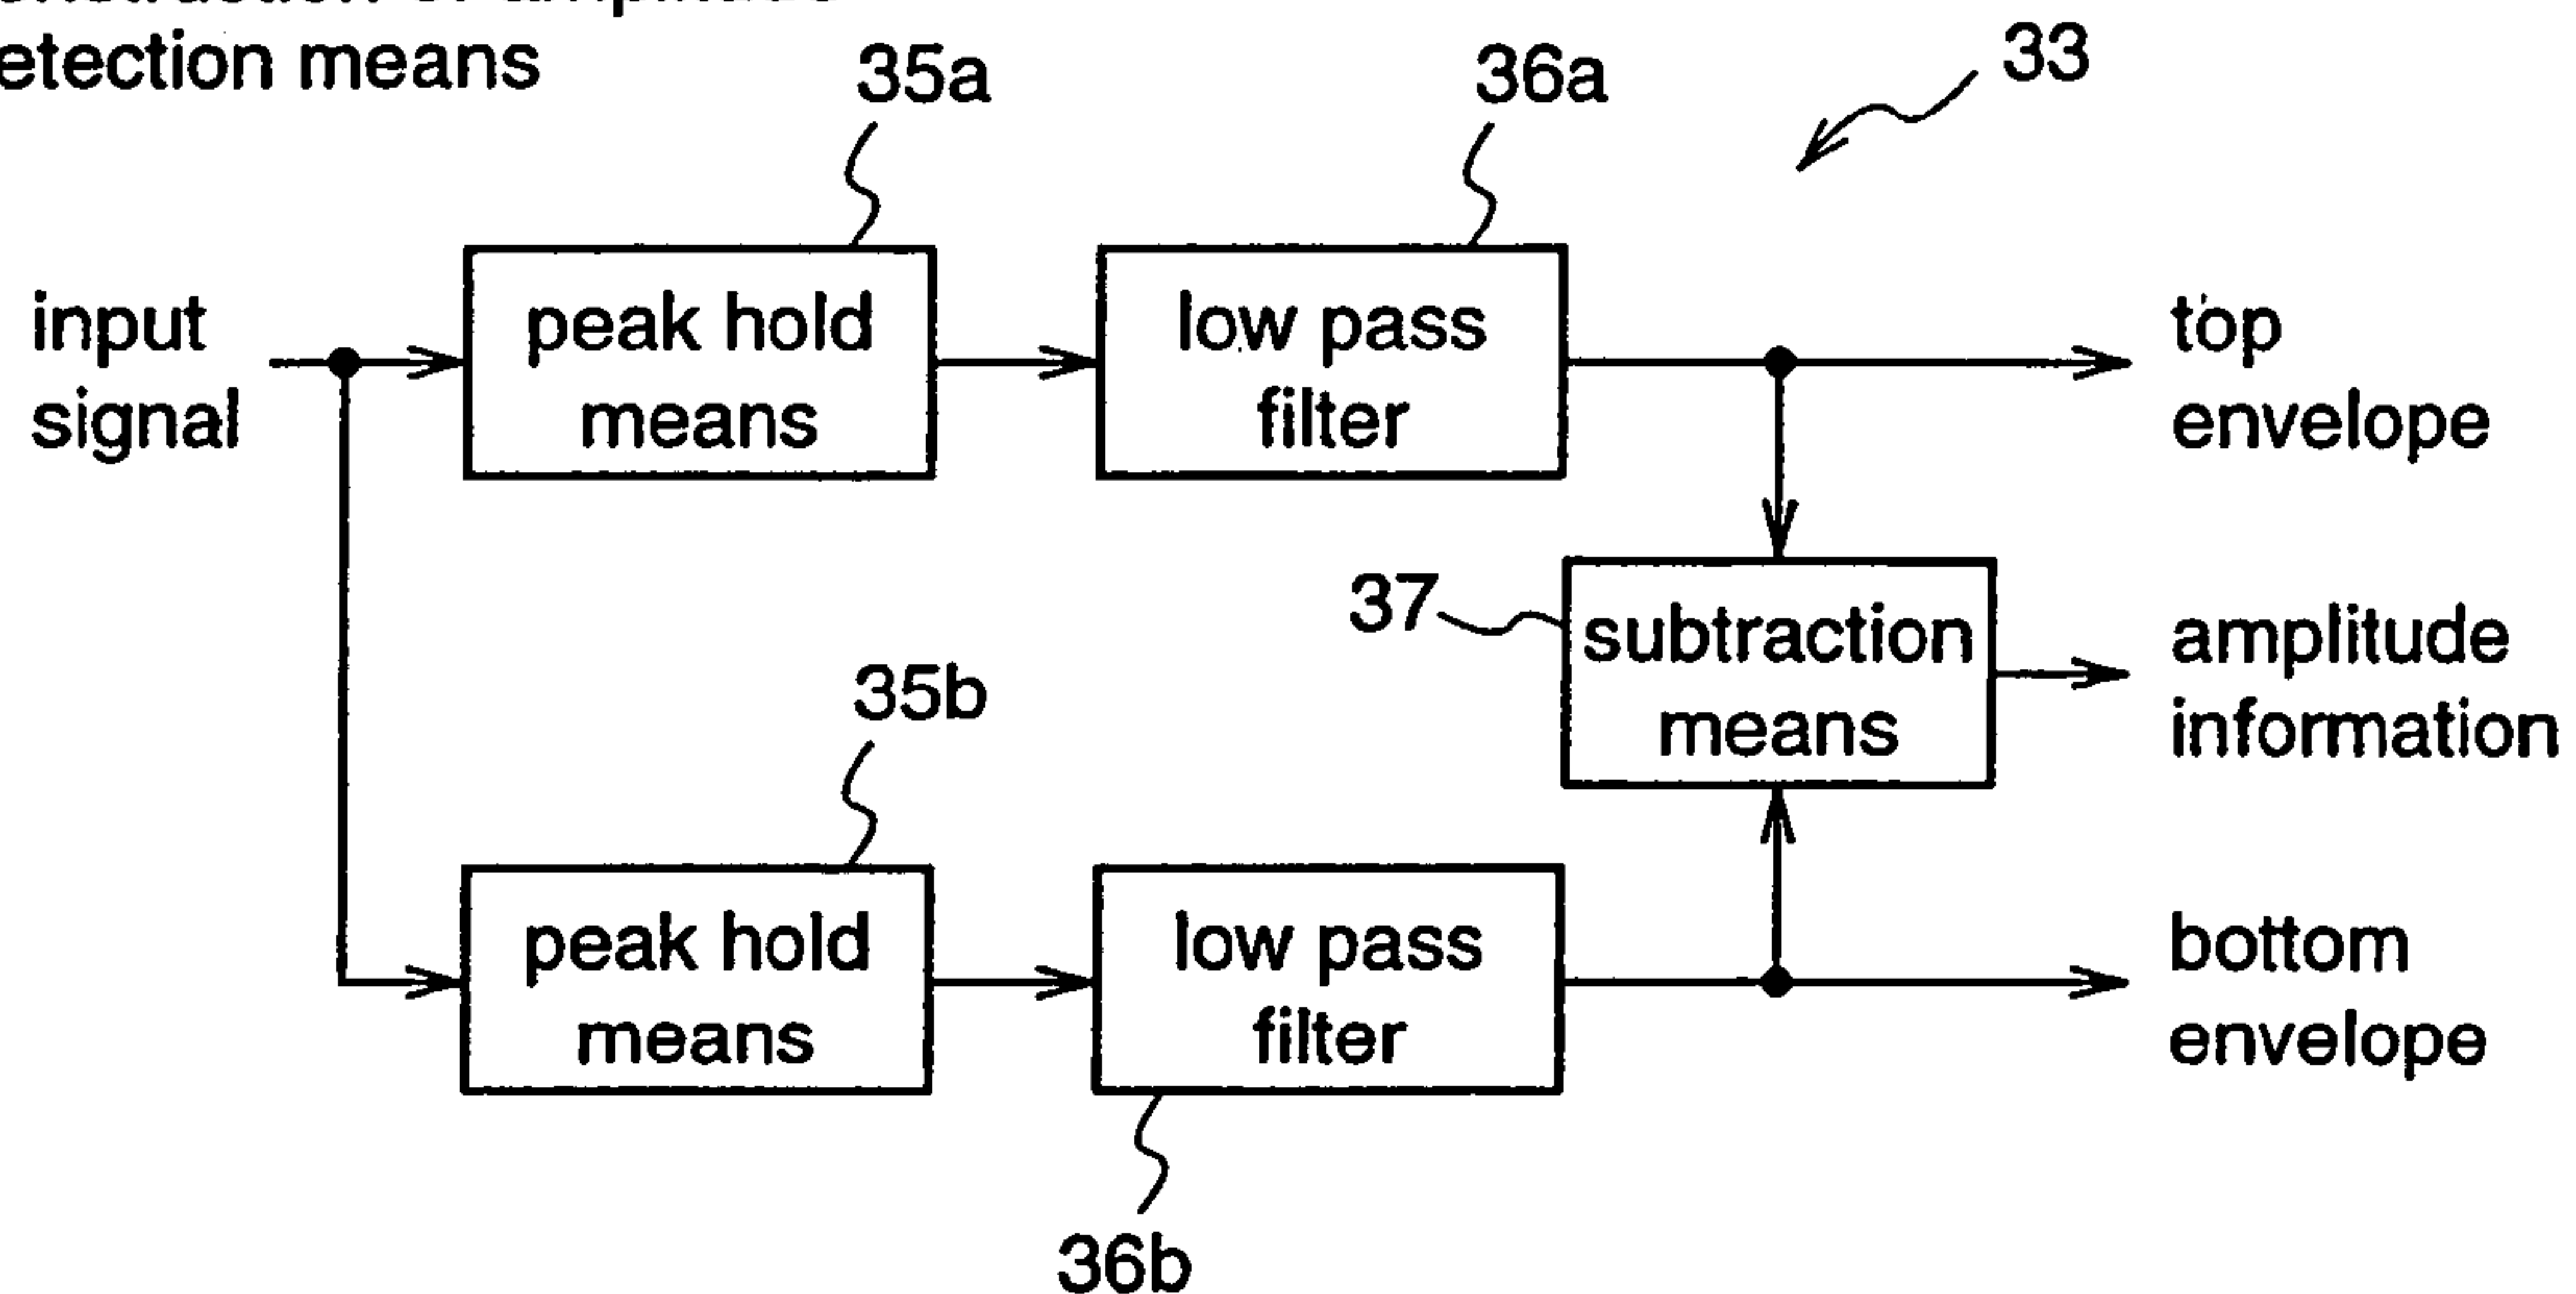 etection means
35a
36a
33
input
signal
peak hold
means
low pass
filter
top
envelope
37
subtraction
means
amplitude
information
35b
peak hold
means
low pass
filter
bottom
envelope
36b